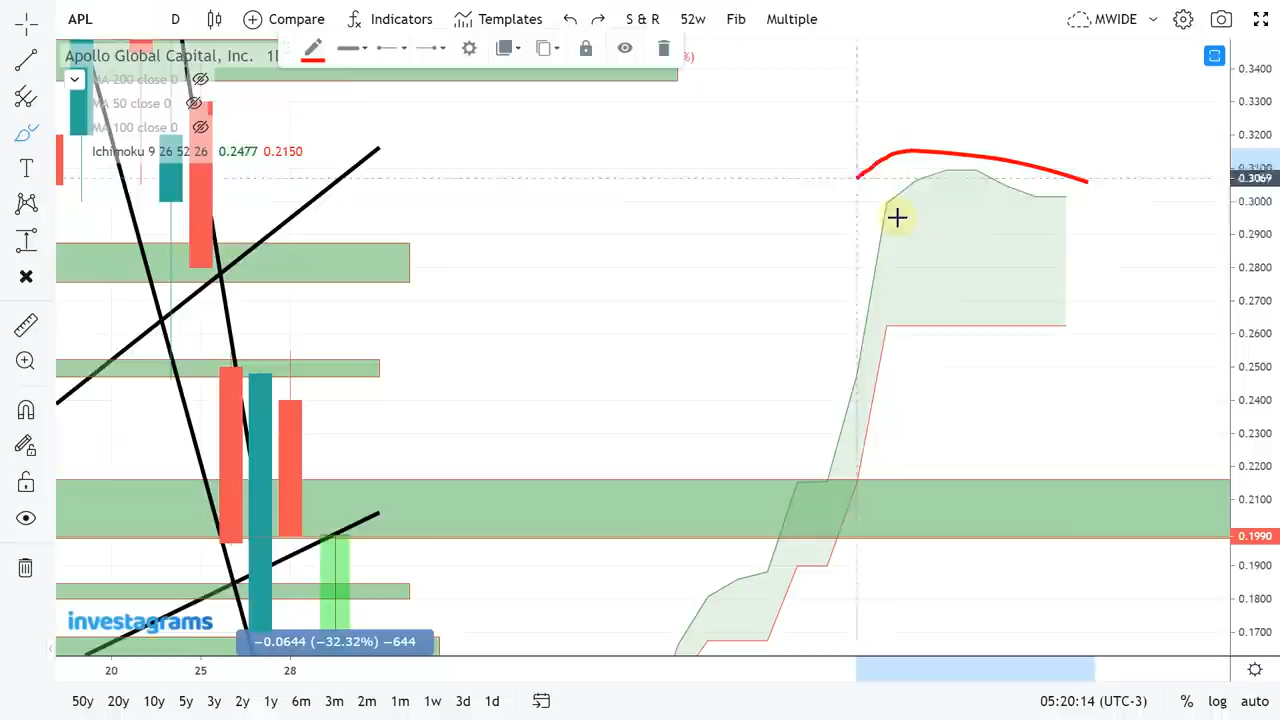 APL D Compare Indicators Templates S & R 52w Fib Multiple MWIDE
Apollo Global Capital, Inc. %)
MA 200 close 0
MA 50 close 0
MA 100 close 0
Ichimoku 9 26 52 26 0.2477 0.2150
0.3400
0.3300
0.3200
0.3100
0.3069
0.3000
0.2900
0.2800
0.2700
0.2600
0.2500
0.2400
0.2300
0.2200
0.2100
0.1990
0.1900
0.1800
0.1700
investagrams
−0.0644 (−32.32%) −644
20 25 28
50y 20y 10y 5y 3y 2y 1y 6m 3m 2m 1m 1w 3d 1d 05:20:14 (UTC-3) % log auto